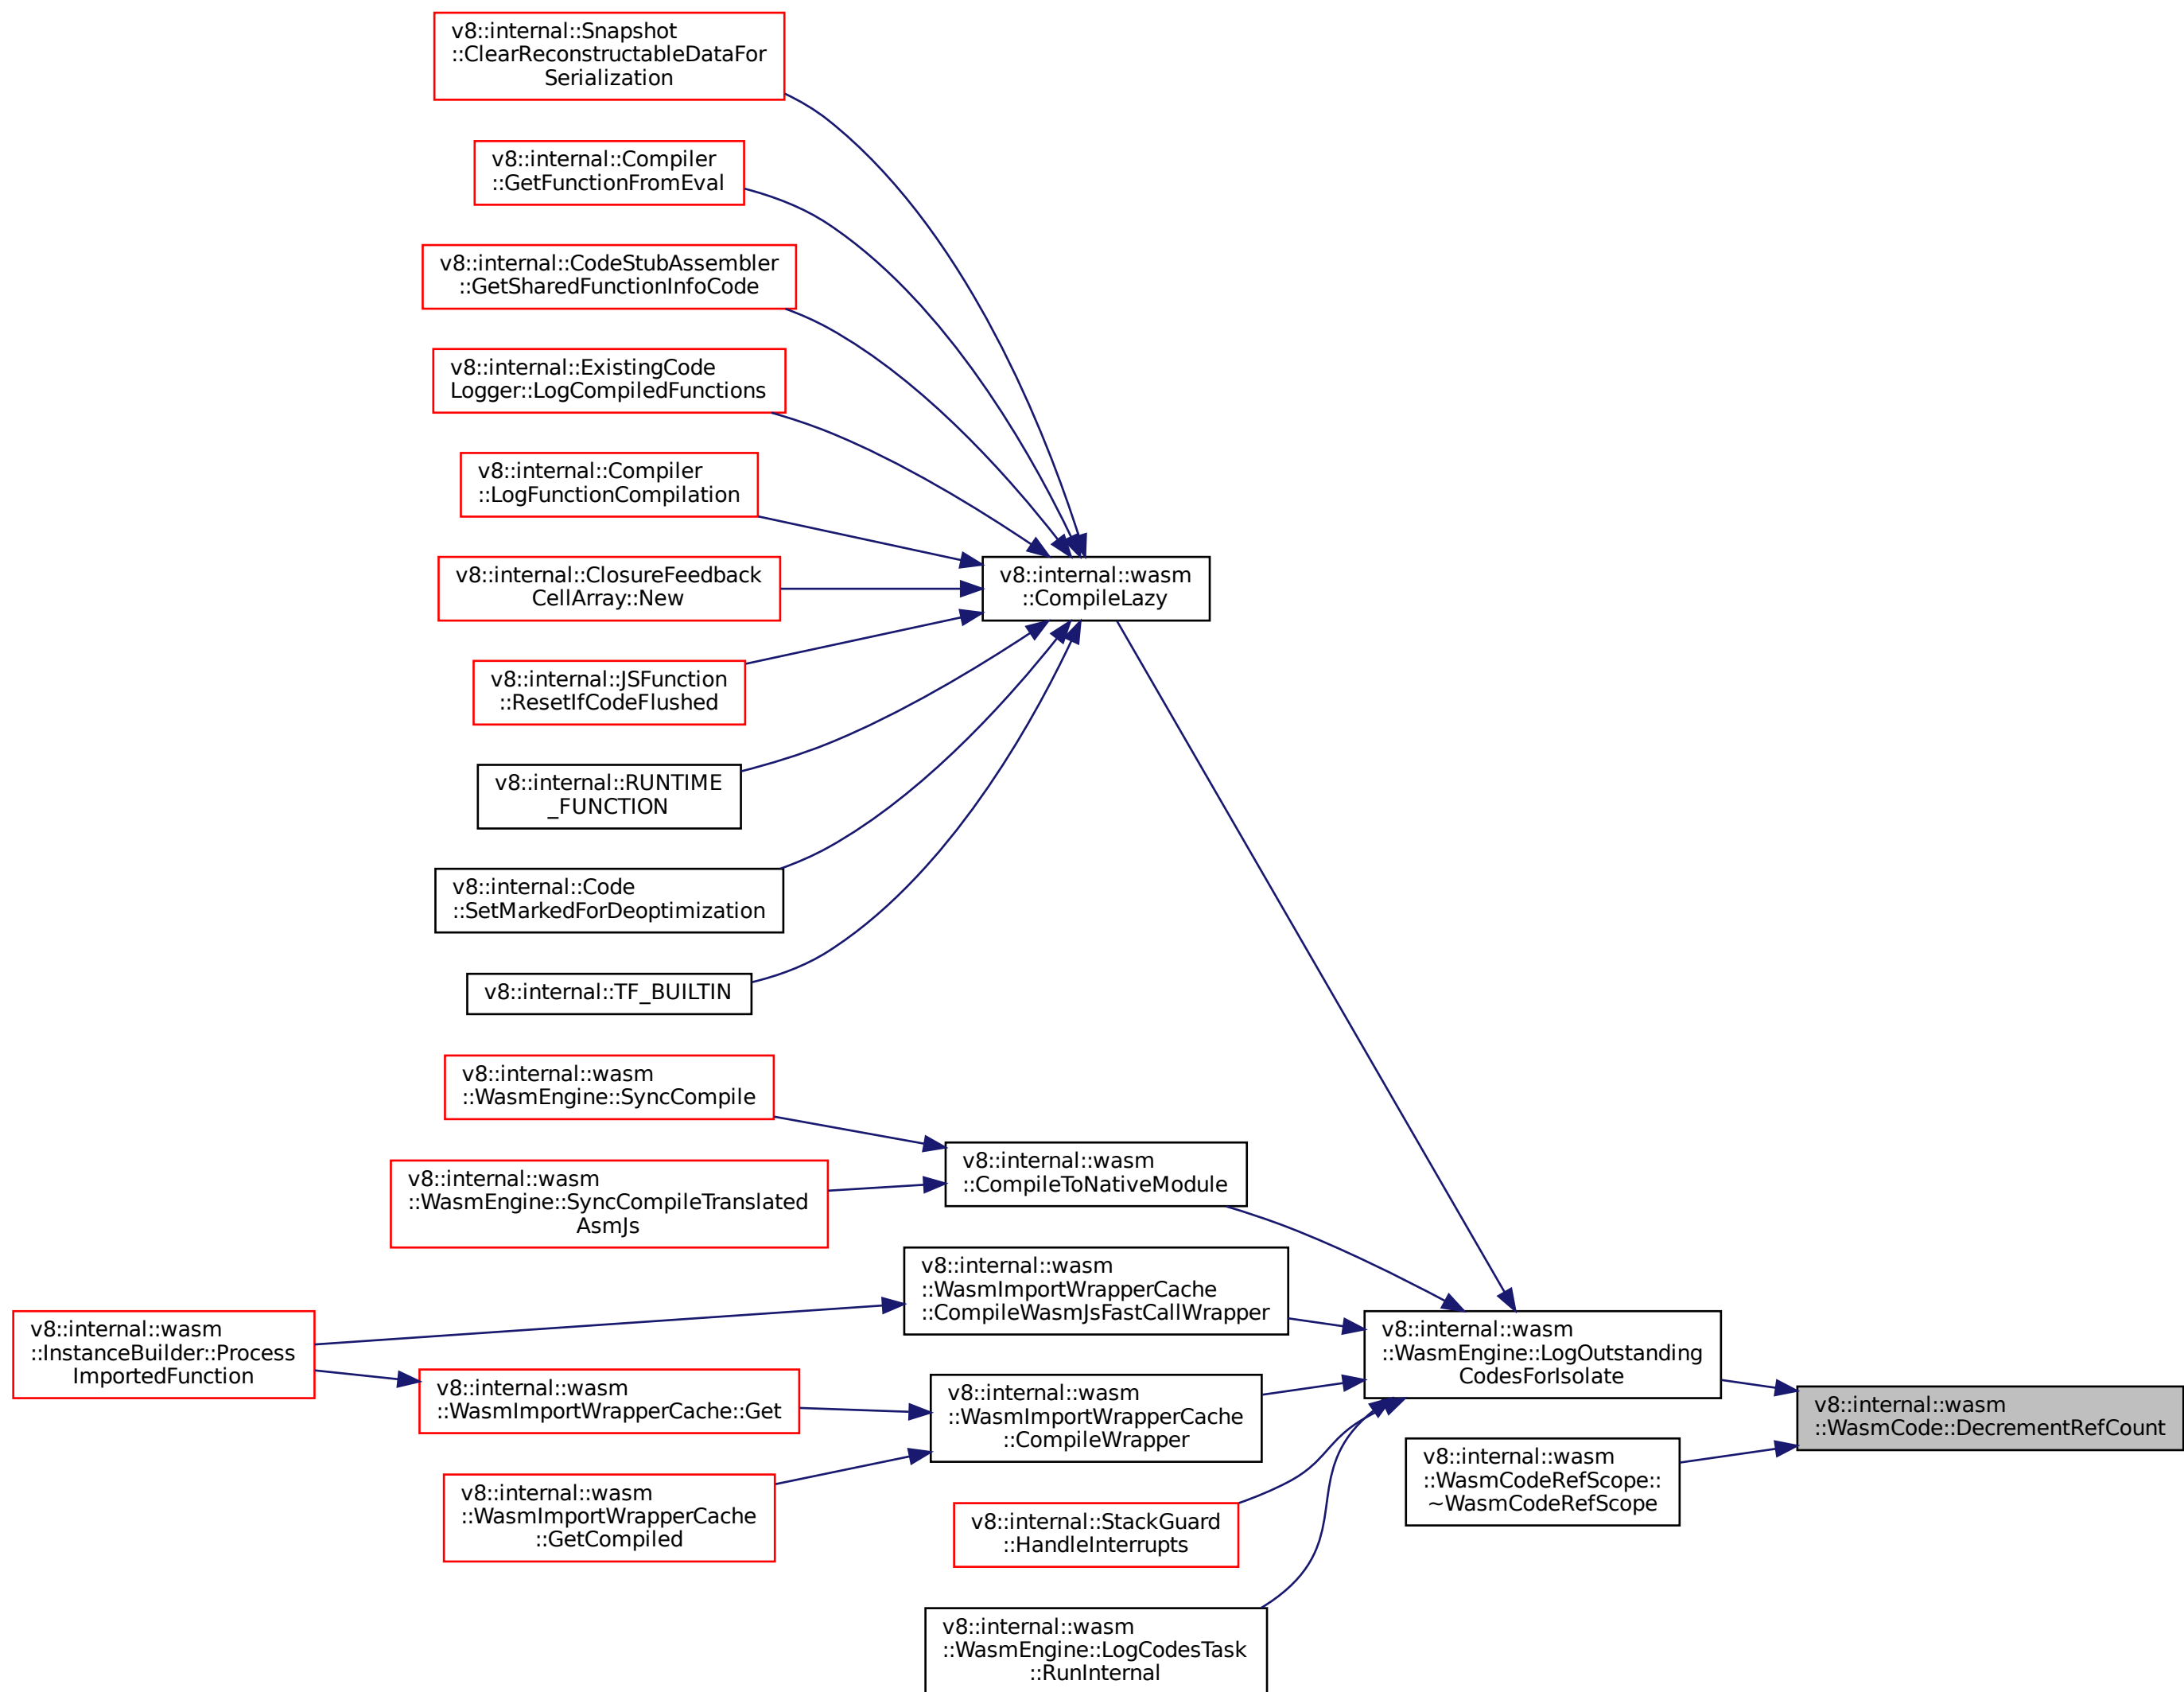 v8::internal::Snapshot
::ClearReconstructableDataFor
Serialization
v8::internal::Compiler
::GetFunctionFromEval
v8::internal::CodeStubAssembler
::GetSharedFunctionInfoCode
v8::internal::ExistingCode
Logger::LogCompiledFunctions
v8::internal::Compiler
::LogFunctionCompilation
v8::internal::ClosureFeedback
CellArray::New
v8::internal::wasm
::CompileLazy
v8::internal::JSFunction
::ResetIfCodeFlushed
v8::internal::RUNTIME
_FUNCTION
v8::internal::Code
::SetMarkedForDeoptimization
v8::internal::TF_BUILTIN
v8::internal::wasm
::WasmEngine::SyncCompile
v8::internal::wasm
::CompileToNativeModule
v8::internal::wasm
::WasmEngine::SyncCompileTranslated
AsmJs
v8::internal::wasm
::WasmImportWrapperCache
::CompileWasmJsFastCallWrapper
v8::internal::wasm
::InstanceBuilder::Process
ImportedFunction
v8::internal::wasm
::WasmEngine::LogOutstanding
CodesForIsolate
v8::internal::wasm
::WasmImportWrapperCache::Get
v8::internal::wasm
::WasmImportWrapperCache
::CompileWrapper
v8::internal::wasm
::WasmCode::DecrementRefCount
v8::internal::wasm
::WasmCodeRefScope::
~WasmCodeRefScope
v8::internal::wasm
::WasmImportWrapperCache
::GetCompiled
v8::internal::StackGuard
::HandleInterrupts
v8::internal::wasm
::WasmEngine::LogCodesTask
::RunInternal